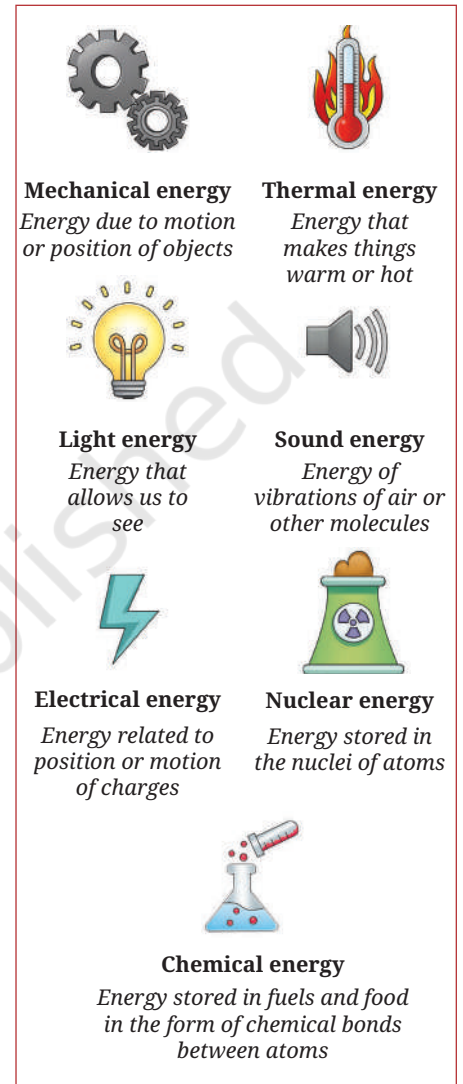 Mechanical energy
Energy due to motion
or position of objects
Thermal energy
Energy that
makes things
warm or hot
Light energy
Energy that
allows us to
see
Sound energy
Energy of
vibrations of air or
other molecules
Electrical energy
Energy related to
position or motion
of charges
Nuclear energy
Energy stored in
the nuclei of atoms
Chemical energy
Energy stored in fuels and food
in the form of chemical bonds
between atoms